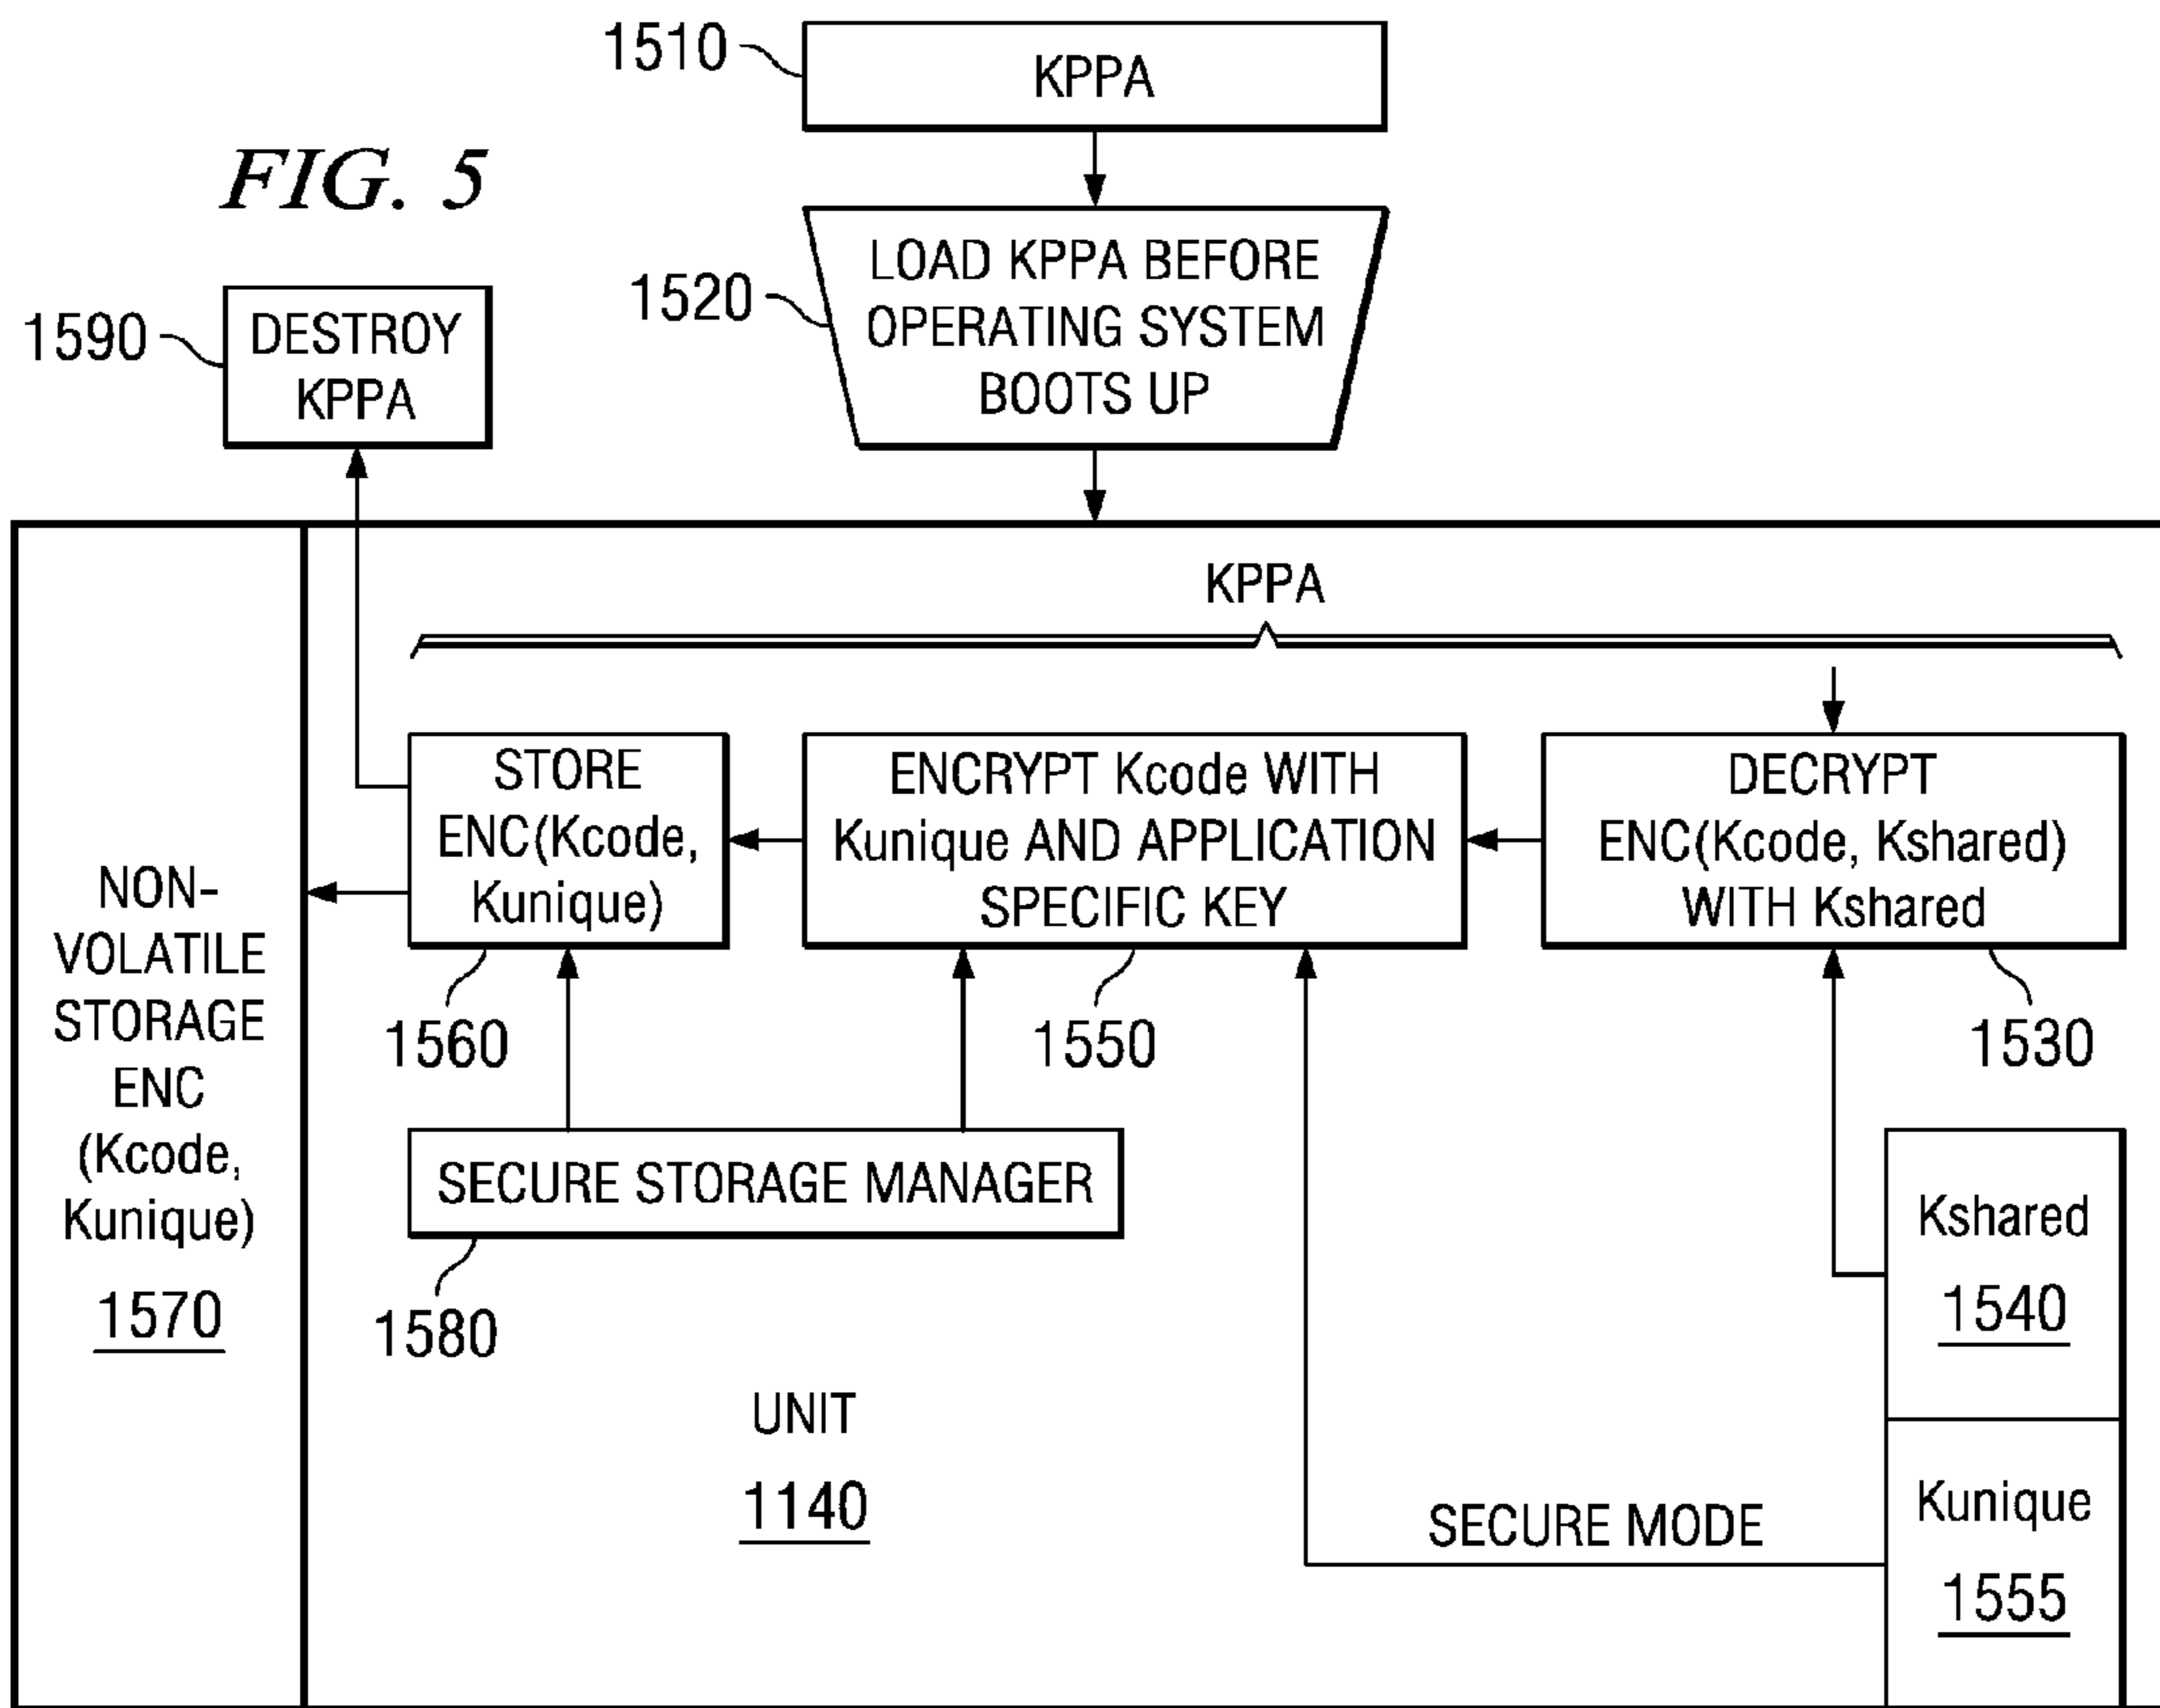 1510
KPPA
FIG. 5
1520
LOAD KPPA BEFORE
OPERATING SYSTEM
BOOTS UP
1590
DESTROY
KPPA
KPPA
STORE
ENC(Kcode,
Kunique)
1560
ENCRYPT Kcode WITH
Kunique AND APPLICATION
SPECIFIC KEY
1550
DECRYPT
ENC(Kcode, Kshared)
WITH Kshared
1530
NON-
VOLATILE
STORAGE
ENC
(Kcode,
Kunique)
1570
SECURE STORAGE MANAGER
1580
UNIT
1140
SECURE MODE
Kshared
1540
Kunique
1555